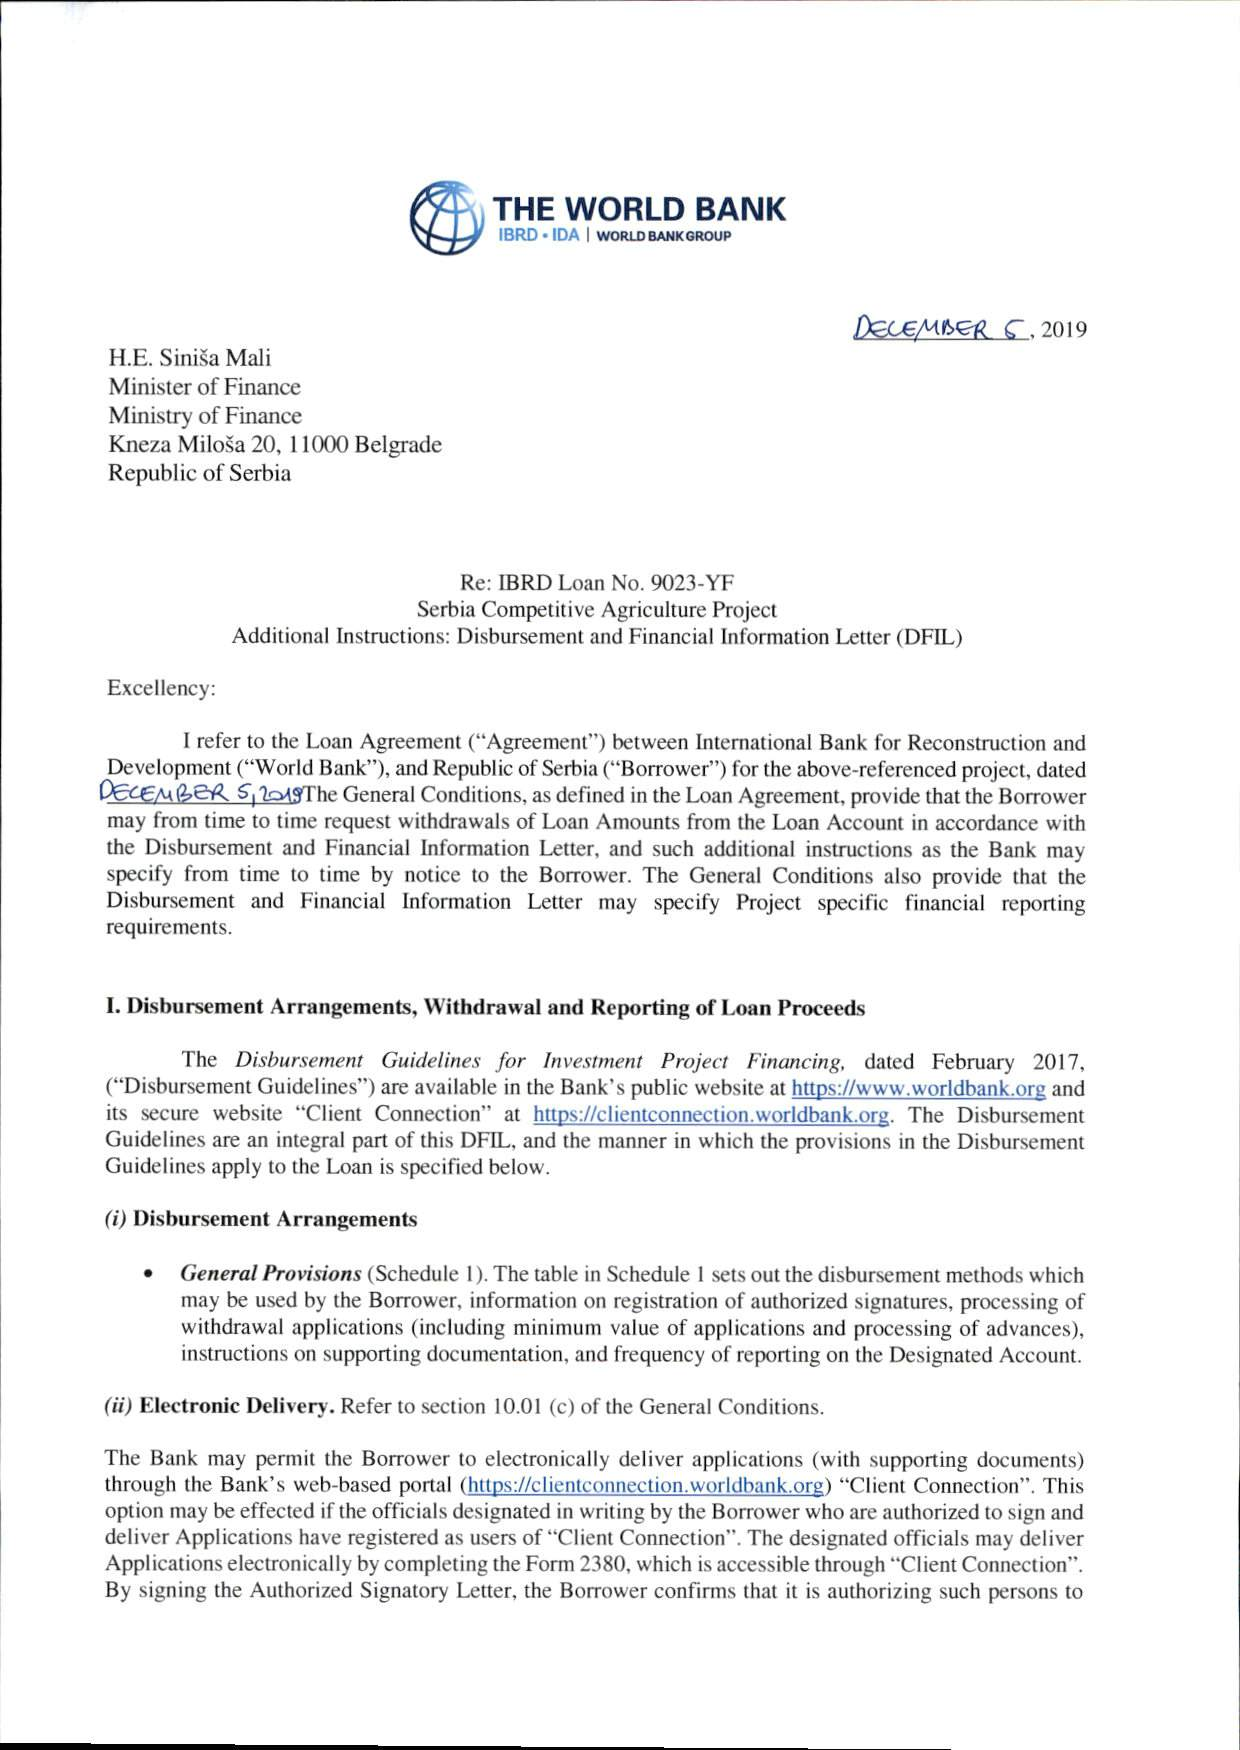 THE WORLD BANK
IBRD • IDA | WORLD BANK GROUP
DECEMBER 5, 2019
H.E. Siniša Mali
Minister of Finance
Ministry of Finance
Kneza Miloša 20, 11000 Belgrade
Republic of Serbia
Re: IBRD Loan No. 9023-YF
Serbia Competitive Agriculture Project
Additional Instructions: Disbursement and Financial Information Letter (DFIL)
Excellency:
I refer to the Loan Agreement (“Agreement”) between International Bank for Reconstruction and
Development (“World Bank”), and Republic of Serbia (“Borrower”) for the above-referenced project, dated
DECEMBER 5, 2019 The General Conditions, as defined in the Loan Agreement, provide that the Borrower
may from time to time request withdrawals of Loan Amounts from the Loan Account in accordance with
the Disbursement and Financial Information Letter, and such additional instructions as the Bank may
specify from time to time by notice to the Borrower. The General Conditions also provide that the
Disbursement and Financial Information Letter may specify Project specific financial reporting
requirements.
I. Disbursement Arrangements, Withdrawal and Reporting of Loan Proceeds
The Disbursement Guidelines for Investment Project Financing, dated February 2017,
(“Disbursement Guidelines”) are available in the Bank’s public website at https://www.worldbank.org and
its secure website “Client Connection” at https://clientconnection.worldbank.org. The Disbursement
Guidelines are an integral part of this DFIL, and the manner in which the provisions in the Disbursement
Guidelines apply to the Loan is specified below.
(i) Disbursement Arrangements
• General Provisions (Schedule 1). The table in Schedule 1 sets out the disbursement methods which
may be used by the Borrower, information on registration of authorized signatures, processing of
withdrawal applications (including minimum value of applications and processing of advances),
instructions on supporting documentation, and frequency of reporting on the Designated Account.
(ii) Electronic Delivery. Refer to section 10.01 (c) of the General Conditions.
The Bank may permit the Borrower to electronically deliver applications (with supporting documents)
through the Bank’s web-based portal (https://clientconnection.worldbank.org) “Client Connection”. This
option may be effected if the officials designated in writing by the Borrower who are authorized to sign and
deliver Applications have registered as users of “Client Connection”. The designated officials may deliver
Applications electronically by completing the Form 2380, which is accessible through “Client Connection”.
By signing the Authorized Signatory Letter, the Borrower confirms that it is authorizing such persons to